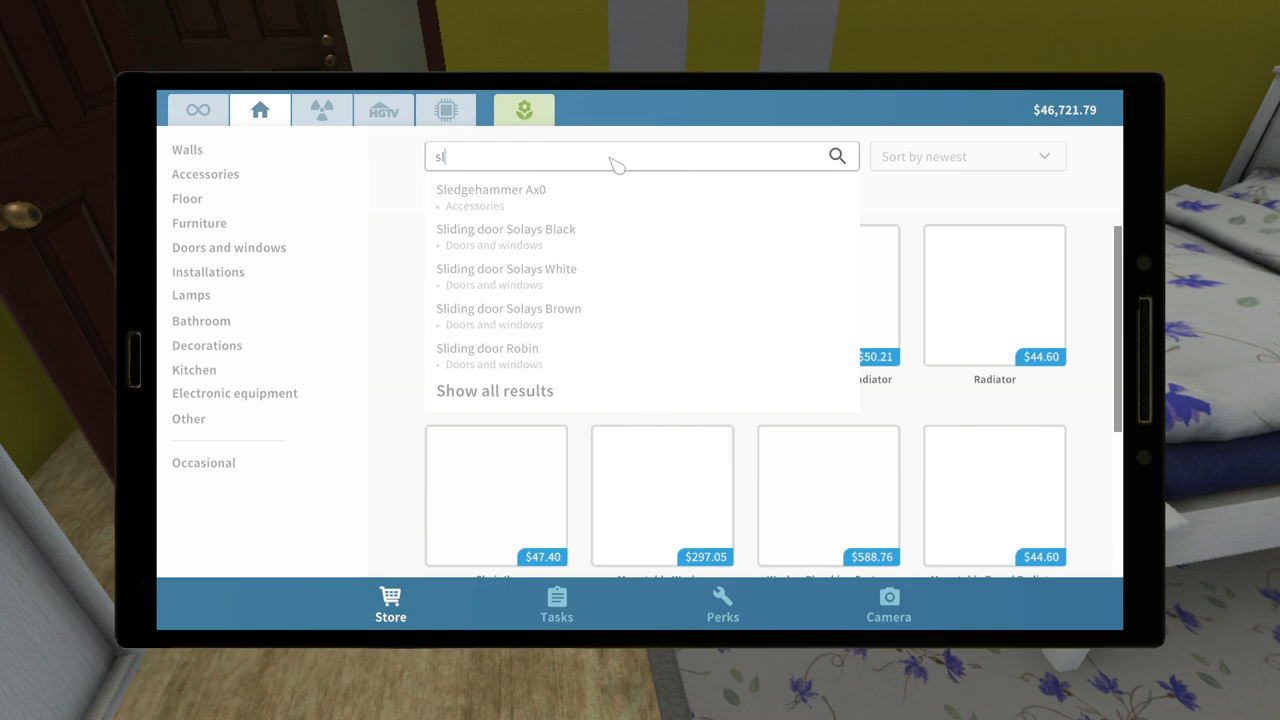 HGTV
$46,721.79
Walls
Accessories
Floor
Furniture
Doors and windows
Installations
Lamps
Bathroom
Decorations
Kitchen
Electronic equipment
Other
Occasional
sl
Sort by newest
Sledgehammer Ax0
• Accessories
Sliding door Solays Black
• Doors and windows
Sliding door Solays White
• Doors and windows
Sliding door Solays Brown
• Doors and windows
Sliding door Robin
• Doors and windows
Show all results
$50.21
$44.60
adiator
Radiator
$47.40
$297.05
$588.76
$44.60
Store
Tasks
Perks
Camera